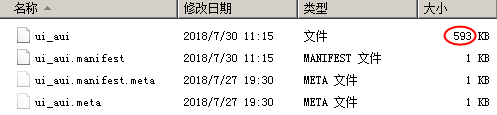 名称 修改日期 类型 大小
ui_aui 2018/7/30 11:15 文件 593 KB
ui_aui.manifest 2018/7/30 11:15 MANIFEST 文件 1 KB
ui_aui.manifest.meta 2018/7/27 19:30 META 文件 1 KB
ui_aui.meta 2018/7/27 19:30 META 文件 1 KB